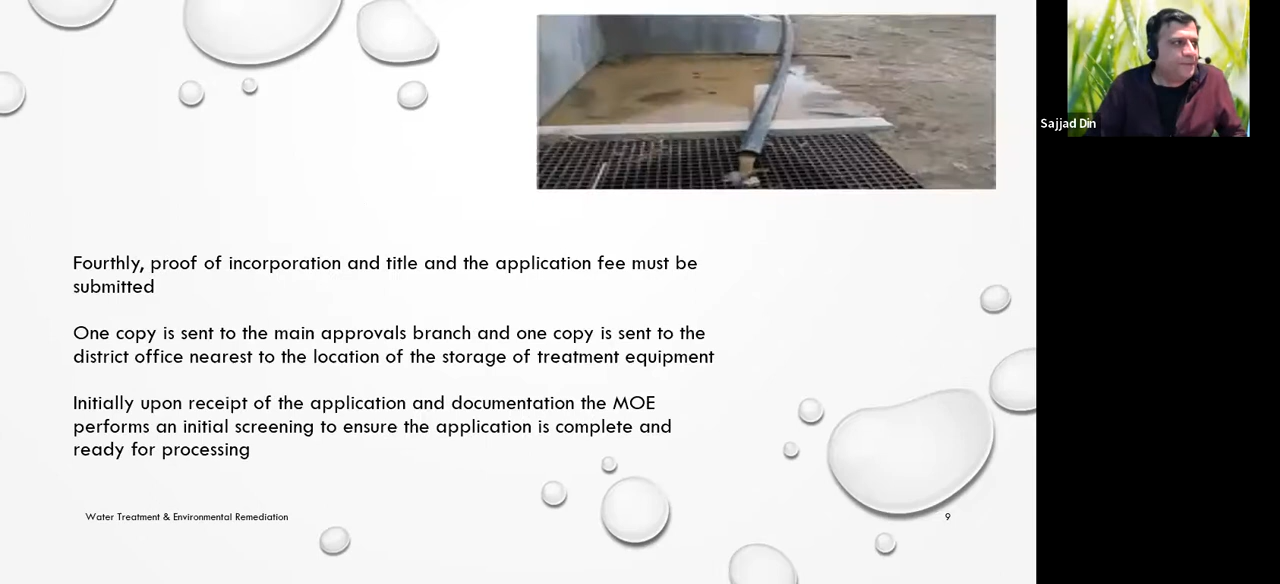 Sajjad Din
Fourthly, proof of incorporation and title and the application fee must be
submitted
One copy is sent to the main approvals branch and one copy is sent to the
district office nearest to the location of the storage of treatment equipment
Initially upon receipt of the application and documentation the MOE
performs an initial screening to ensure the application is complete and
ready for processing
Water Treatment & Environmental Remediation
9